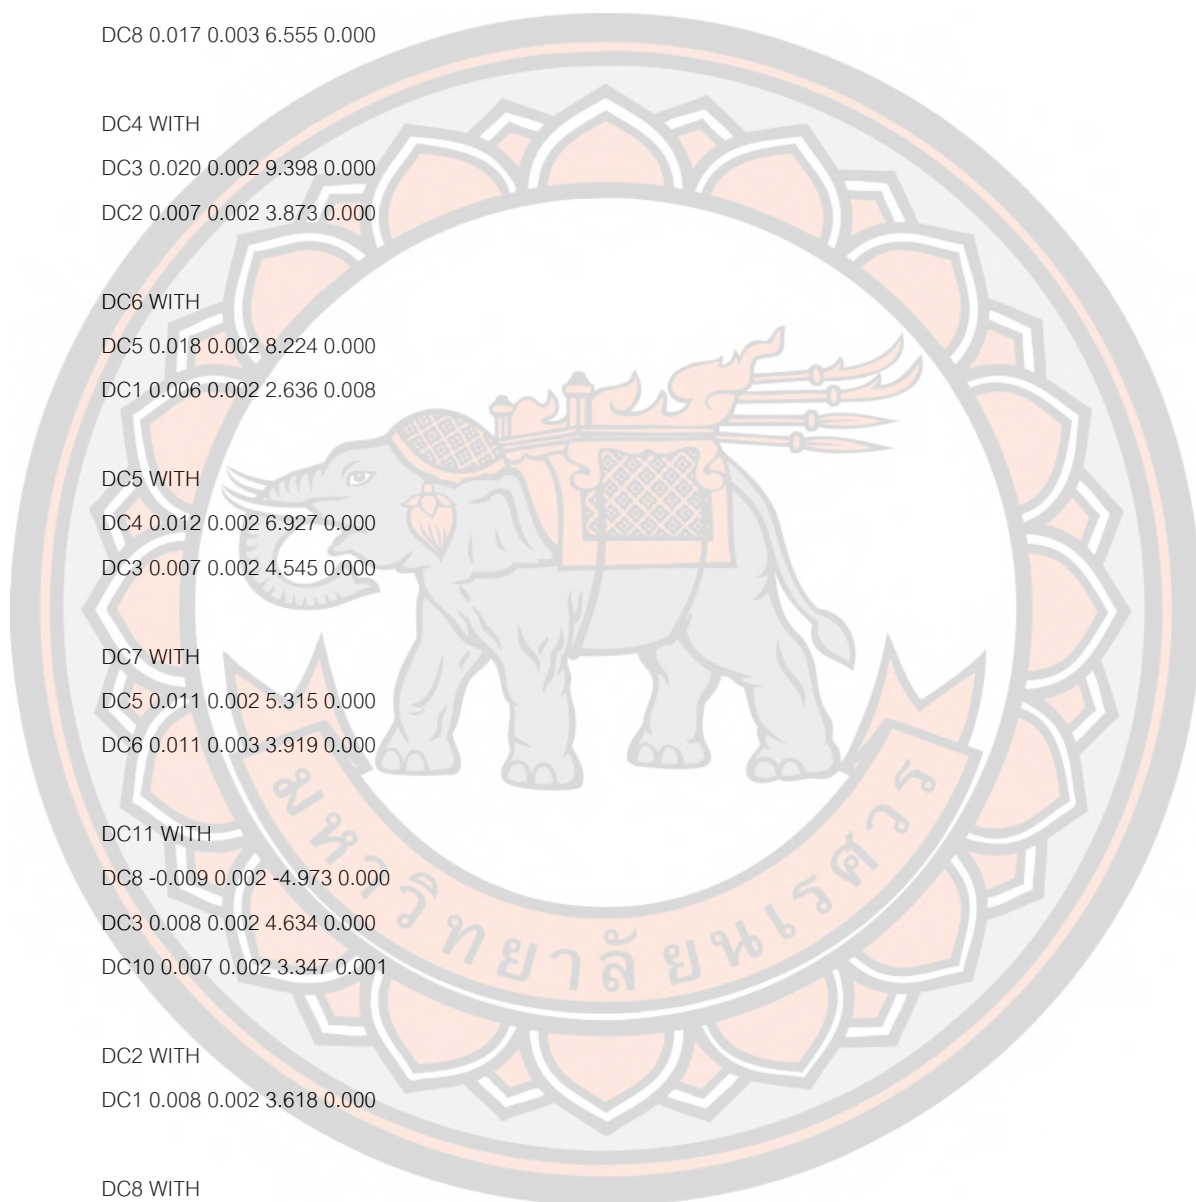 DC8 0.017 0.003 6.555 0.000
DC4 WITH
DC3 0.020 0.002 9.398 0.000
DC2 0.007 0.002 3.873 0.000
DC6 WITH
DC5 0.018 0.002 8.224 0.000
DC1 0.006 0.002 2.636 0.008
DC5 WITH
DC4 0.012 0.002 6.927 0.000
DC3 0.007 0.002 4.545 0.000
DC7 WITH
DC5 0.011 0.002 5.315 0.000
DC6 0.011 0.003 3.919 0.000
DC11 WITH
DC8 -0.009 0.002 -4.973 0.000
DC3 0.008 0.002 4.634 0.000
DC10 0.007 0.002 3.347 0.001
DC2 WITH
DC1 0.008 0.002 3.618 0.000
DC8 WITH
มหาวิทยาลัยนเรศวร